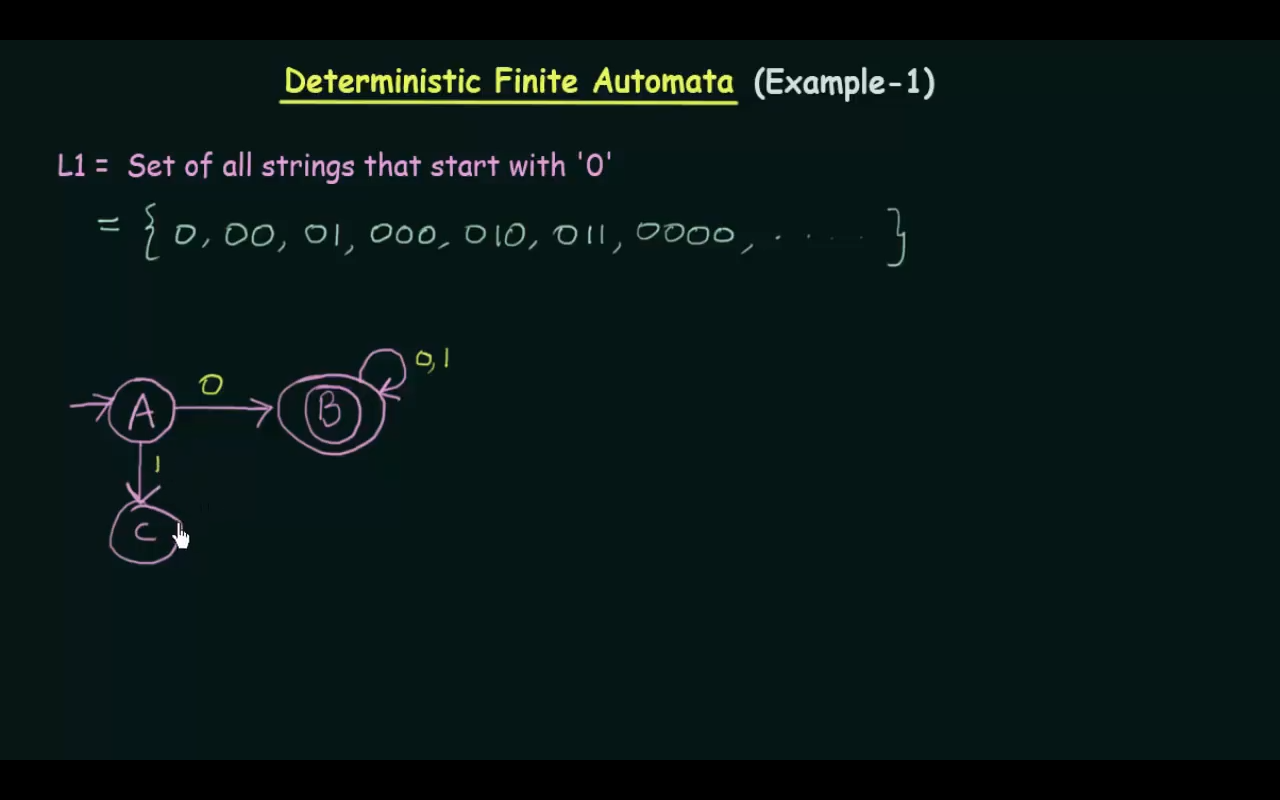 Deterministic Finite Automata (Example-1)
L1 = Set of all strings that start with '0'
= { 0, 00, 01, 000, 010, 011, 0000, ..... }
0,1
0
A
B
1
C